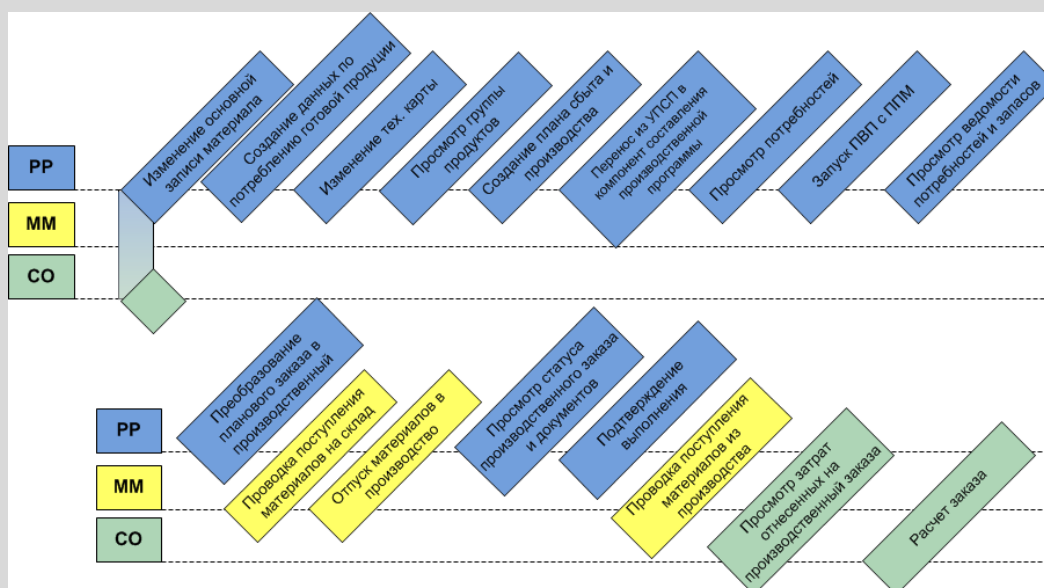 PP
MM
CO
Изменение основной
записи материала
Создание данных по
потреблению готовой продуции
Изменение тех. карты
Просмотр группы
продуктов
Создание плана сбыта и
производства
Перенос из УПСП в
компонент составления
производственной
программы
Просмотр потребностей
Запуск ПВП с ППМ
Просмотр ведомости
потребностей и запасов
PP
MM
CO
Преобразование
планового заказа в
производственный
Проводка поступления
материалов на склад
Отпуск материалов в
производство
Просмотр статуса
производственного заказа
и документов
Подтверждение
выполнения
Проводка поступления
материалов из
производства
Просмотр затрат
отнесенных на
производственный заказа
Расчет заказа